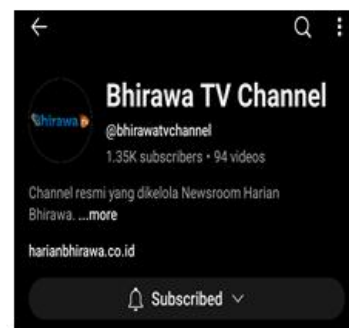 Bhirawa
Bhirawa TV Channel
@bhirawatvchannel
1.35K subscribers • 94 videos
Channel resmi yang dikelola Newsroom Harian
Bhirawa. ...more
harianbhirawa.co.id
Subscribed